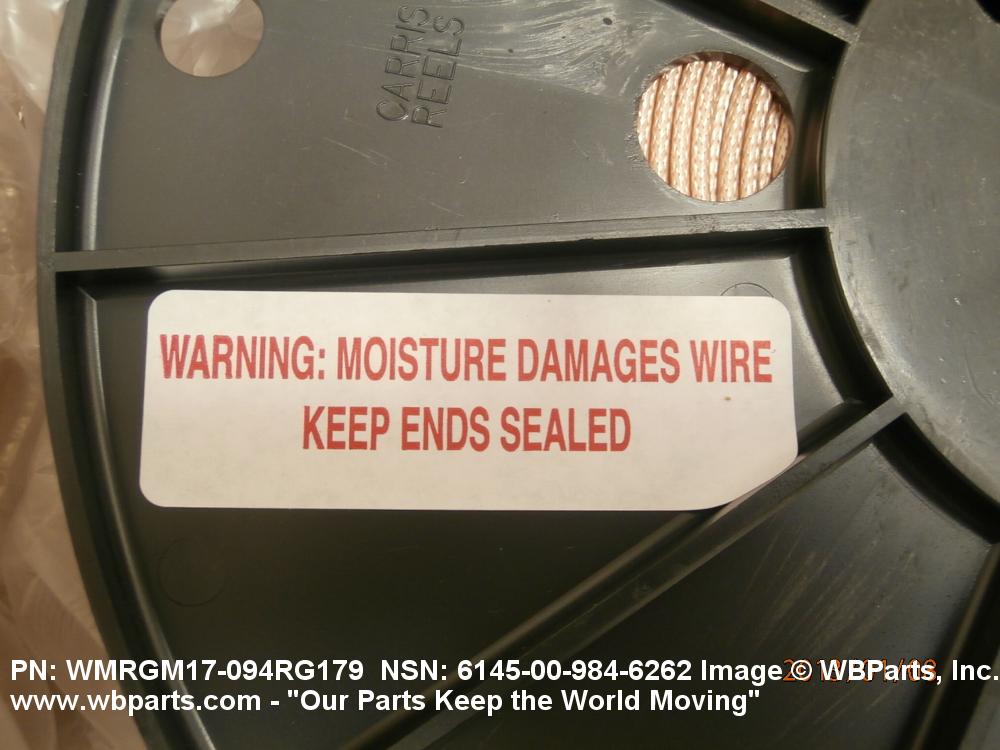 CARRIS
REELS
WARNING: MOISTURE DAMAGES WIRE
KEEP ENDS SEALED
PN: WMRGM17-094RG179 NSN: 6145-00-984-6262 Image © WBParts, Inc.
www.wbparts.com - "Our Parts Keep the World Moving"